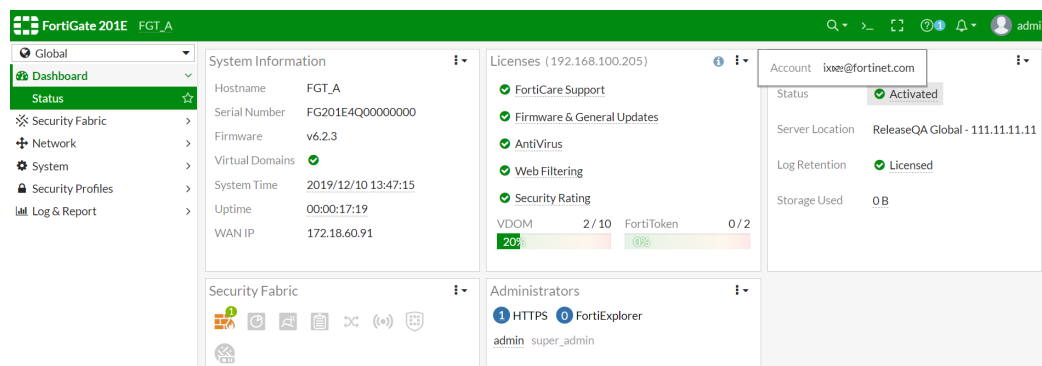 FortiGate 201E FGT_A
1
admi
Global
Dashboard
Status
Security Fabric
Network
System
Security Profiles
Log & Report
System Information
Hostname FGT_A
Serial Number FG201E4Q00000000
Firmware v6.2.3
Virtual Domains
System Time 2019/12/10 13:47:15
Uptime 00:00:17:19
WAN IP 172.18.60.91
Licenses (192.168.100.205)
FortiCare Support
Firmware & General Updates
AntiVirus
Web Filtering
Security Rating
VDOM 2 / 10 FortiToken 0 / 2
20% 0%
Account @fortinet.com
Status Activated
Server Location ReleaseQA Global - 111.11.11.11
Log Retention Licensed
Storage Used 0 B
Security Fabric
1
Administrators
1 HTTPS 0 FortiExplorer
admin super_admin